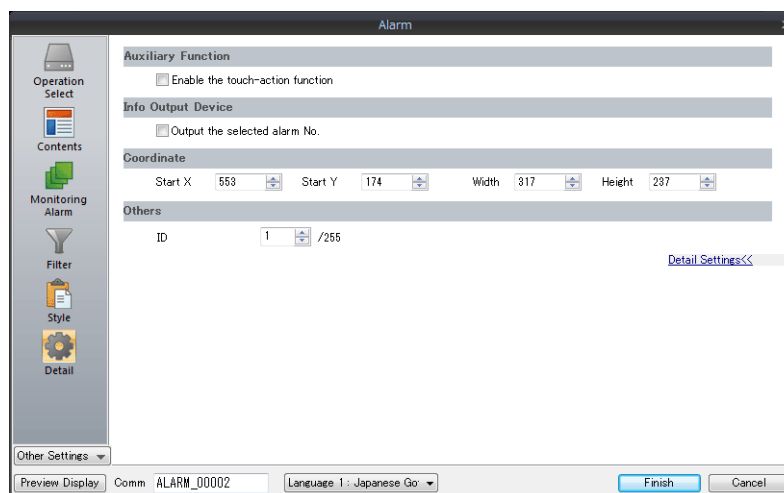 Alarm
Operation
Select
Contents
Monitoring
Alarm
Filter
Style
Detail
Other Settings
Auxiliary Function
Enable the touch-action function
Info Output Device
Output the selected alarm No.
Coordinate
Start X 553 Start Y 174 Width 317 Height 237
Others
ID 1 /255
Detail Settings<<
Preview Display Comm ALARM_00002 Language 1 : Japanese Go Finish Cancel